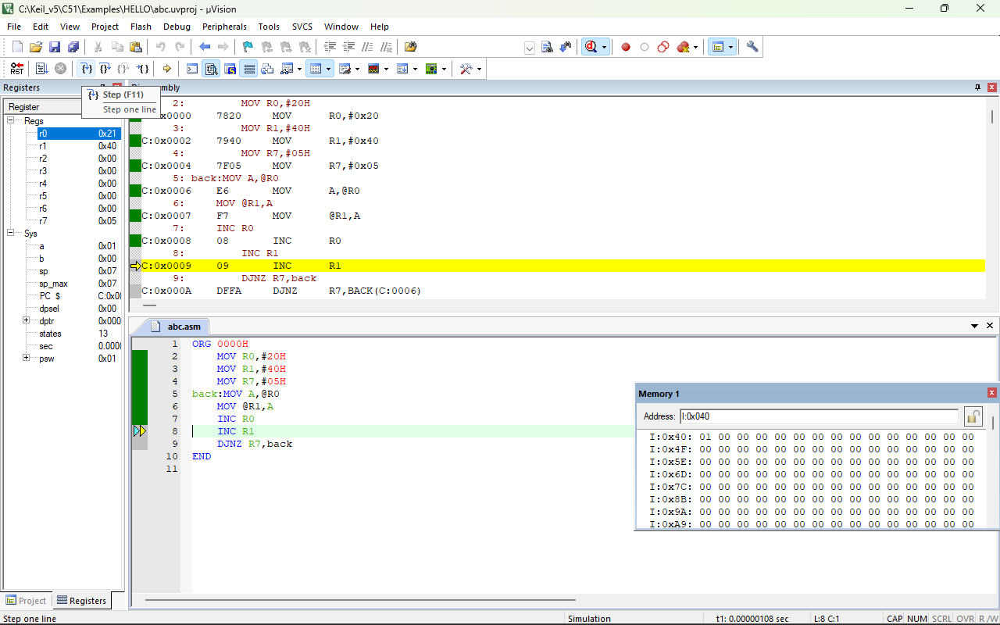 C:\Keil_v5\C51\Examples\HELLO\abc.uvproj - µVision
File Edit View Project Flash Debug Peripherals Tools SVCS Window Help
RST
Registers
Step (F11)
Step one line
Register
Regs
r0 0x21
r1 0x40
r2 0x00
r3 0x00
r4 0x00
r5 0x00
r6 0x00
r7 0x05
Sys
a 0x01
b 0x00
sp 0x07
sp_max 0x07
PC $ C:0x00
dpsel 0x00
dptr 0x000
states 13
sec 0.0000
psw 0x01
Project Registers
2: MOV R0,#20H
x0000 7820 MOV R0,#0x20
3: MOV R1,#40H
C:0x0002 7940 MOV R1,#0x40
4: MOV R7,#05H
C:0x0004 7F05 MOV R7,#0x05
5: back:MOV A,@R0
C:0x0006 E6 MOV A,@R0
6: MOV @R1,A
C:0x0007 F7 MOV @R1,A
7: INC R0
C:0x0008 08 INC R0
8: INC R1
C:0x0009 09 INC R1
9: DJNZ R7,back
C:0x000A DFFA DJNZ R7,BACK(C:0006)
abc.asm
1 ORG 0000H
2 MOV R0,#20H
3 MOV R1,#40H
4 MOV R7,#05H
5 back:MOV A,@R0
6 MOV @R1,A
7 INC R0
8 INC R1
9 DJNZ R7,back
10 END
11
Memory 1
Address: I:0x040
I:0x40: 01 00 00 00 00 00 00 00 00 00 00 00 00 00 00
I:0x4F: 00 00 00 00 00 00 00 00 00 00 00 00 00 00 00
I:0x5E: 00 00 00 00 00 00 00 00 00 00 00 00 00 00 00
I:0x6D: 00 00 00 00 00 00 00 00 00 00 00 00 00 00 00
I:0x7C: 00 00 00 00 00 00 00 00 00 00 00 00 00 00 00
I:0x8B: 00 00 00 00 00 00 00 00 00 00 00 00 00 00 00
I:0x9A: 00 00 00 00 00 00 00 00 00 00 00 00 00 00 00
I:0xA9: 00 00 00 00 00 00 00 00 00 00 00 00 00 00 00
Step one line Simulation t1: 0.00000108 sec L:8 C:1 CAP NUM SCRL OVR R /W